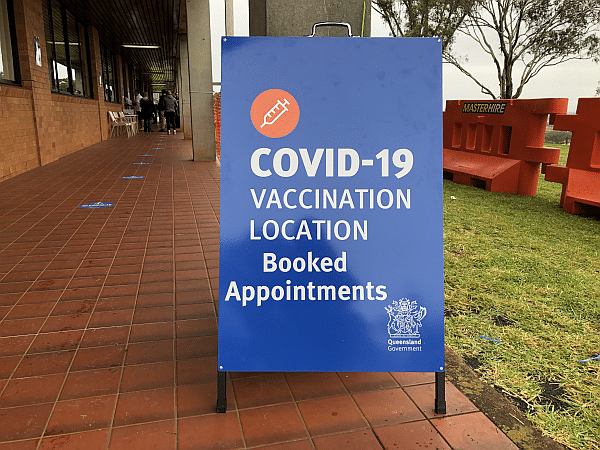 MASTERHIRE
COVID-19
VACCINATION
LOCATION
Booked
Appointments
Queensland
Government